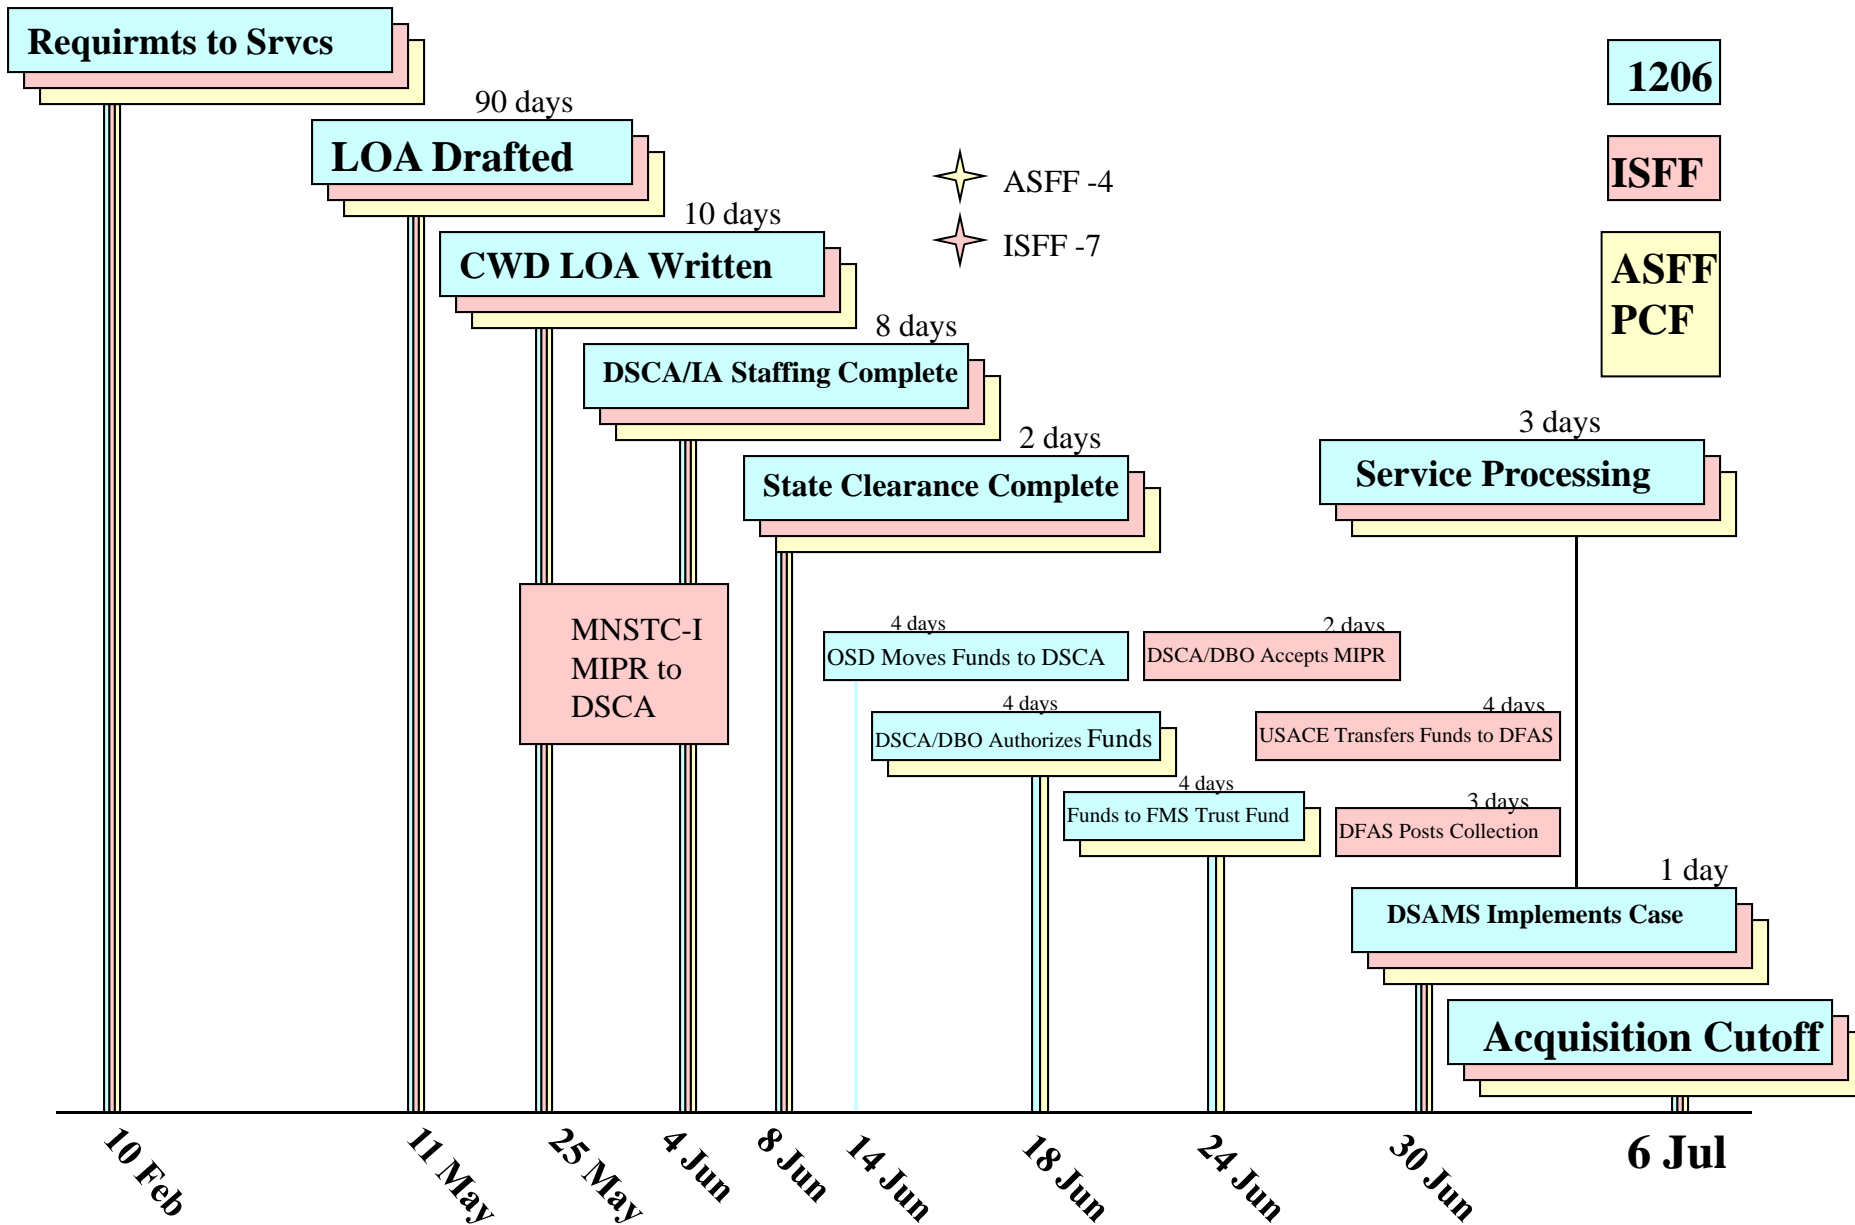 Requirmts to Srvcs
90 days
LOA Drafted
10 days
CWD LOA Written
8 days
DSCA/IA Staffing Complete
2 days
State Clearance Complete
ASFF -4
ISFF -7
1206
ISFF
ASFF
PCF
3 days
Service Processing
MNSTC-I
MIPR to
DSCA
4 days
OSD Moves Funds to DSCA
2 days
DSCA/DBO Accepts MIPR
4 days
DSCA/DBO Authorizes Funds
4 days
USACE Transfers Funds to DFAS
4 days
Funds to FMS Trust Fund
3 days
DFAS Posts Collection
1 day
DSAMS Implements Case
Acquisition Cutoff
10 Feb
11 May
25 May
4 Jun
8 Jun
14 Jun
18 Jun
24 Jun
30 Jun
6 Jul